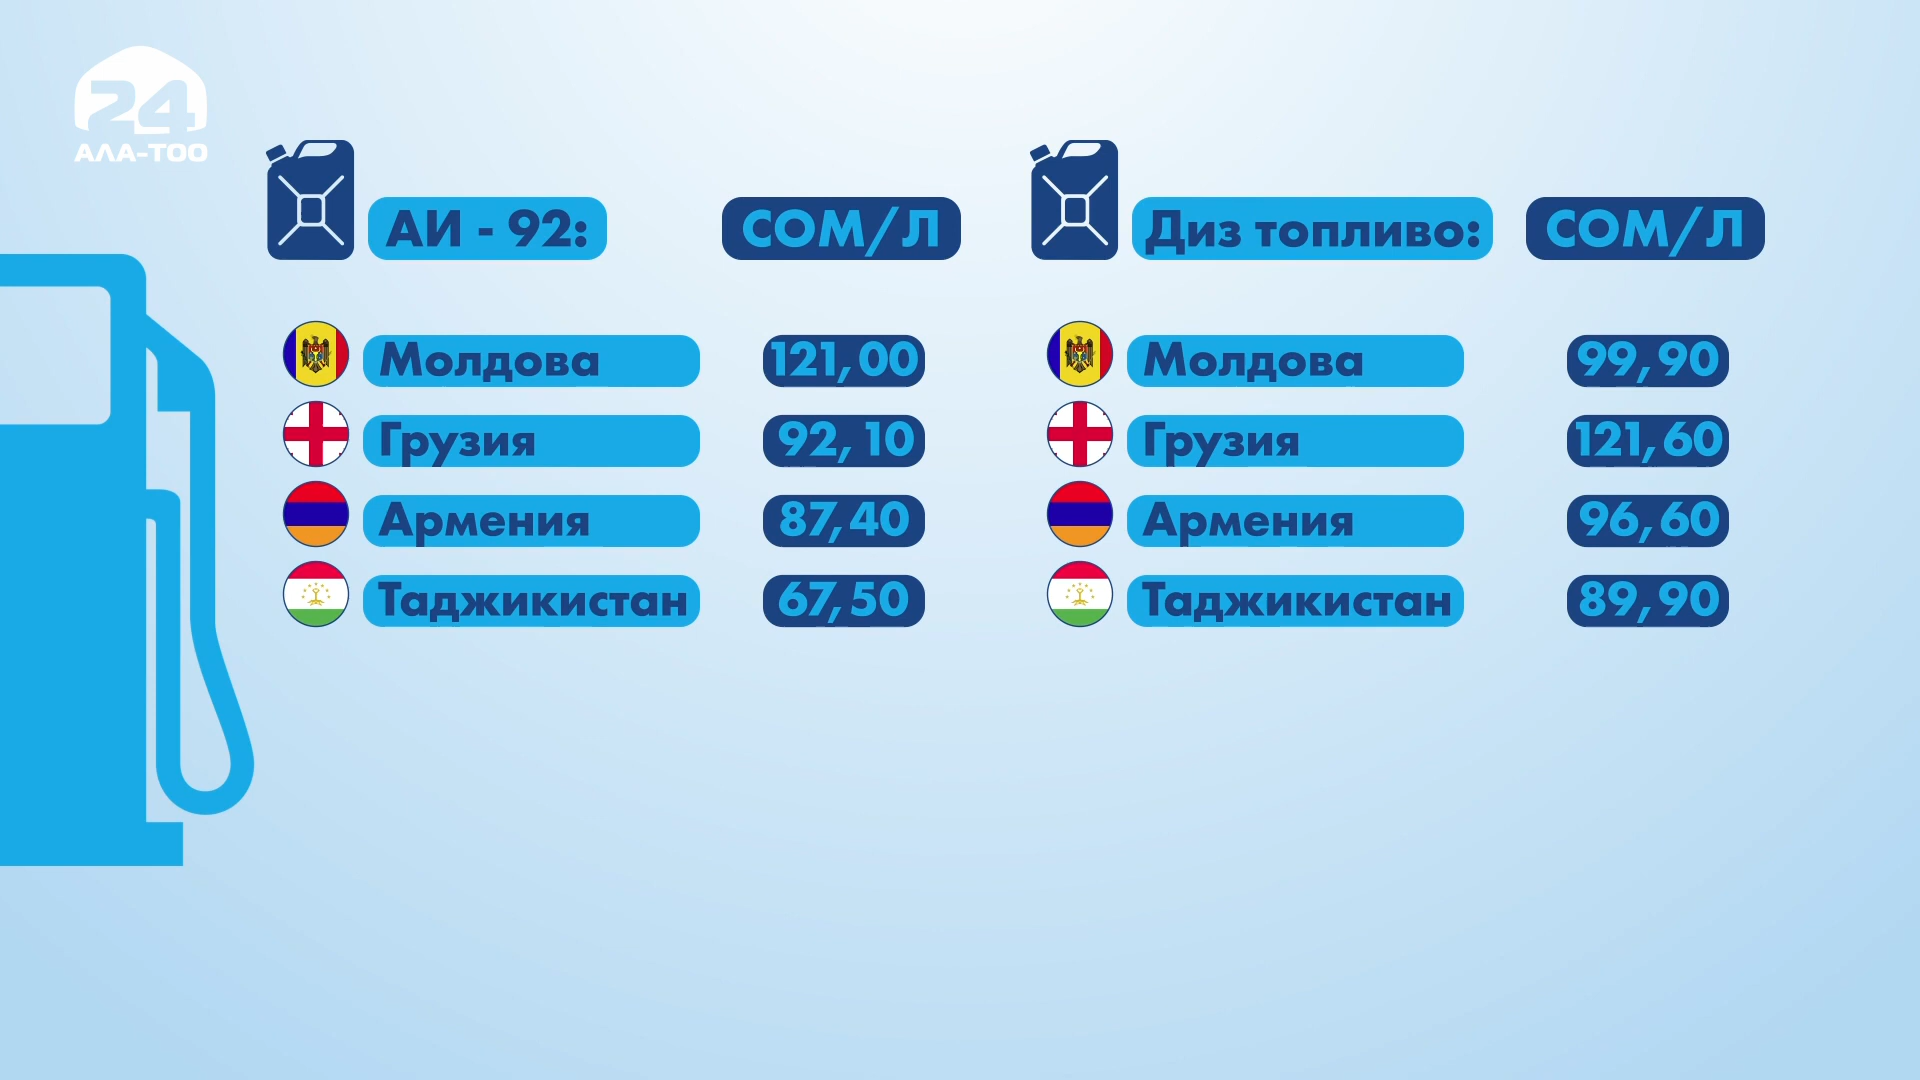 24
АЛА-ТОО
АИ - 92: СОМ/Л
Молдова 121,00
Грузия 92,10
Армения 87,40
Таджикистан 67,50
Диз топливо: СОМ/Л
Молдова 99,90
Грузия 121,60
Армения 96,60
Таджикистан 89,90